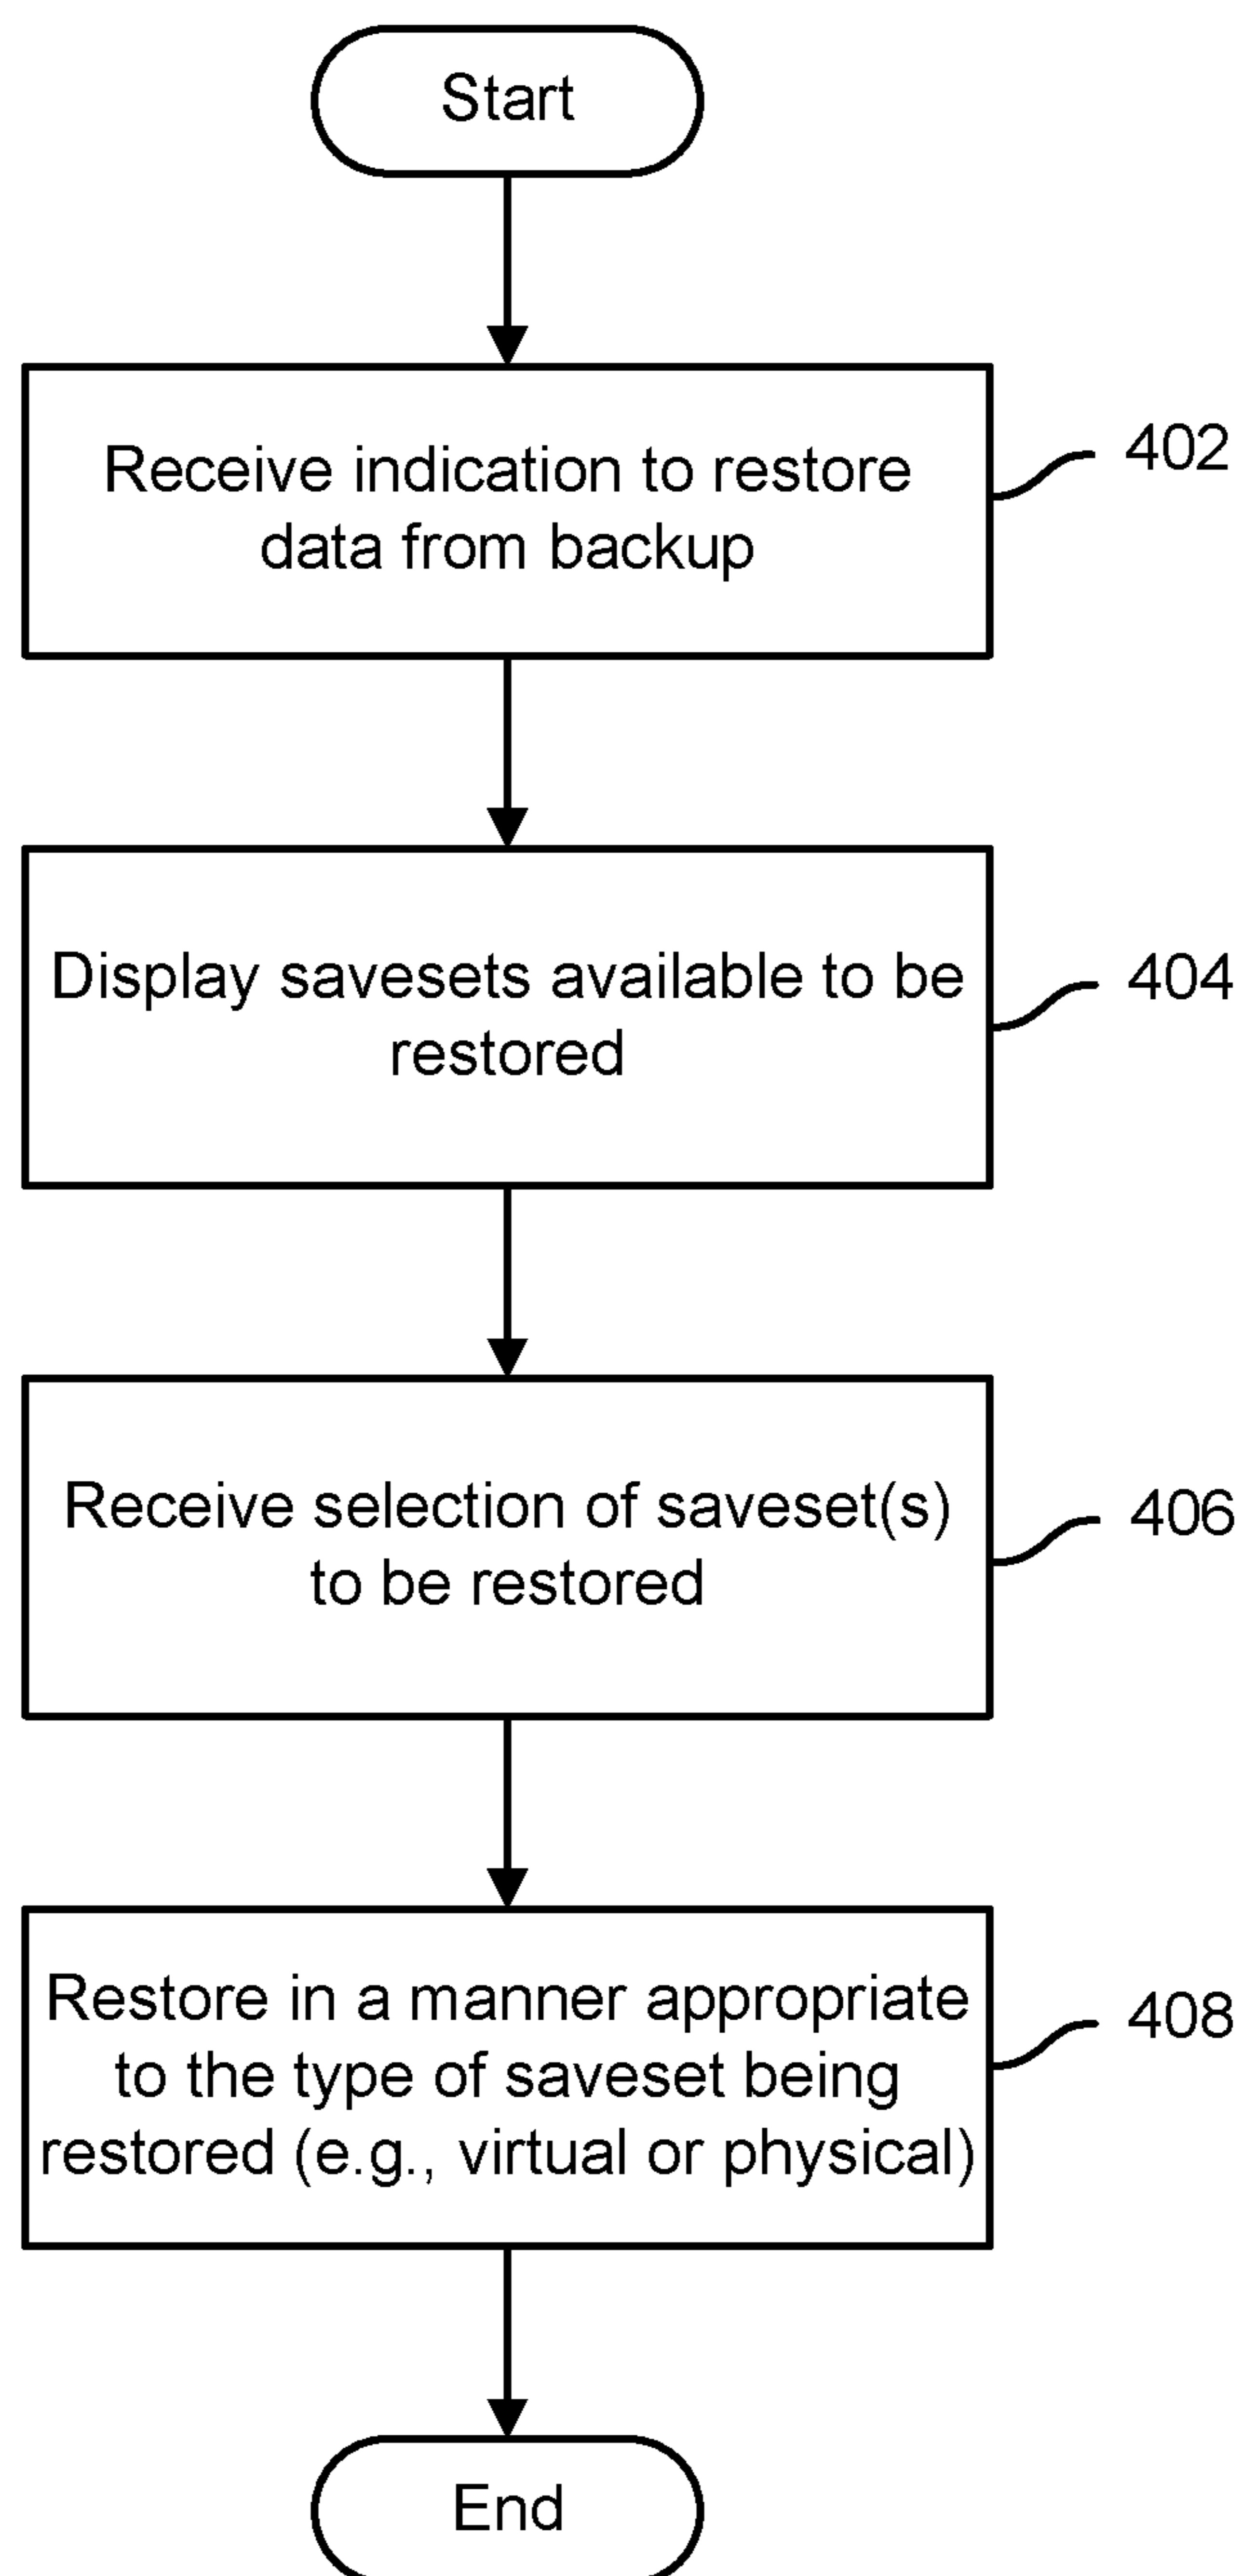 Start
Receive indication to restore
data from backup
402
Display savesets available to be
restored
404
Receive selection of saveset(s)
to be restored
406
Restore in a manner appropriate
to the type of saveset being
restored (e.g., virtual or physical)
408
End